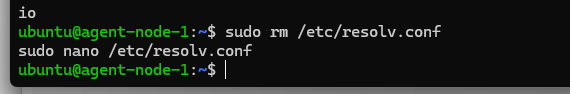 io
ubuntu@agent-node-1:~$ sudo rm /etc/resolv.conf
sudo nano /etc/resolv.conf
ubuntu@agent-node-1:~$